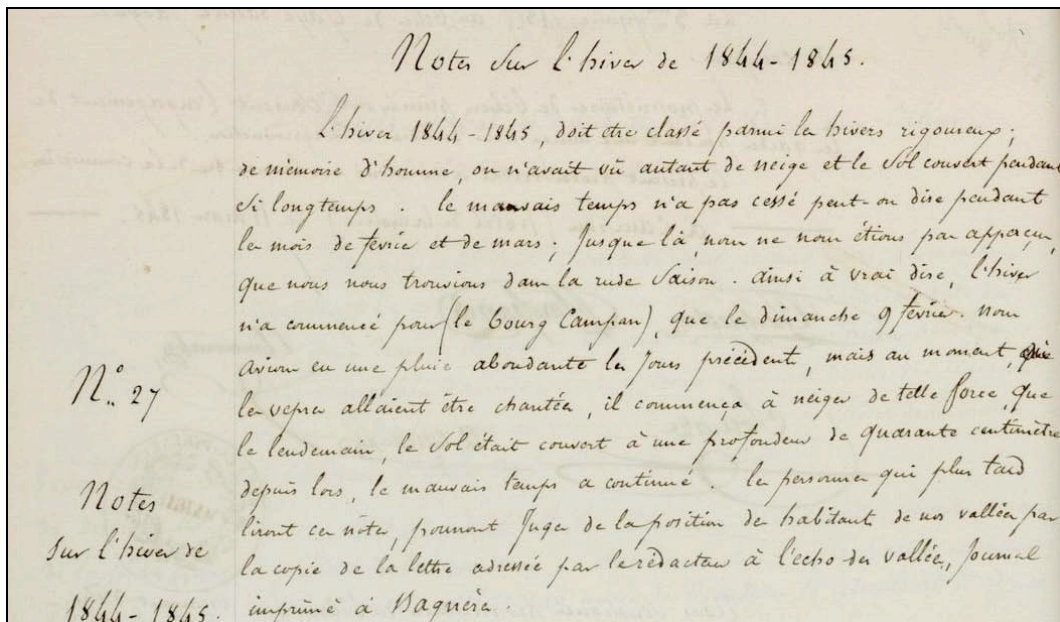 Notes sur l'hiver de 1844-1845.
L'hiver 1844-1845, doit être classé parmi les hivers rigoureux;
de mémoire d'homme, on n'avait vû autant de neige et le sol couvert pendant
si longtemps. le mauvais temps n'a pas cessé peut-on dire pendant
les mois de février et de mars; jusque là, nous ne nous étions pas apperçus,
que nous nous trouvions dans la rude saison. ainsi à vrai dire, l'hiver
n'a commencé pour (le bourg Campan), que le dimanche 9 février. nous
avions eu une pluie abondante les jours précédent, mais au moment, que
les vepres allaient être chantées, il commença à neiger de telle force, que
le lendemain, le sol était couvert à une profondeur de quarante centimètre
depuis lors, le mauvais temps a continué. les personnes qui plus tard
liront ces notes, pourront juger de la position des habitants de nos vallées par
la copie de la lettre adressée par le rédacteur à l'echo des vallées, journal
imprimé à Bagnères.
N.° 27
Notes
sur l'hiver de
1844-1845.